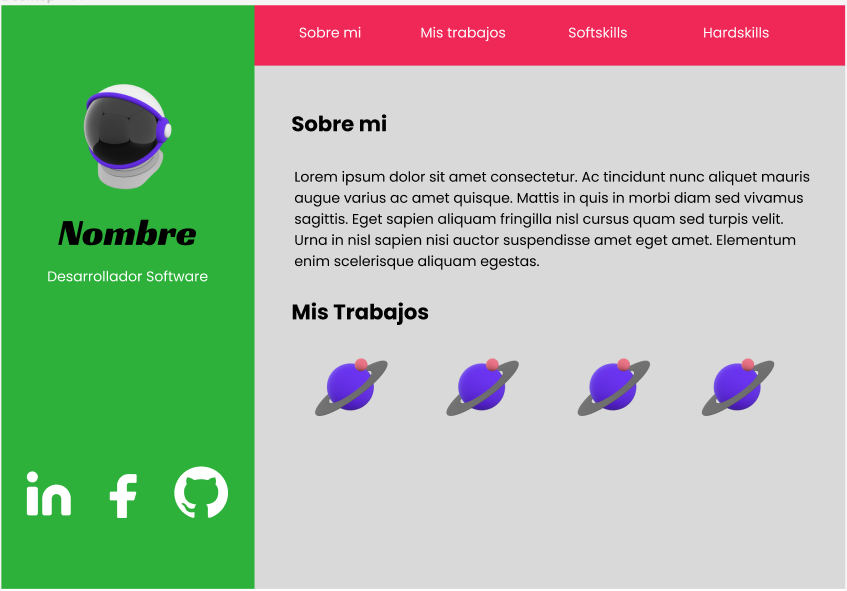 Sobre mi
Mis trabajos
Softskills
Hardskills
Nombre
Desarrollador Software
Sobre mi
Lorem ipsum dolor sit amet consectetur. Ac tincidunt nunc aliquet mauris
augue varius ac amet quisque. Mattis in quis in morbi diam sed vivamus
sagittis. Eget sapien aliquam fringilla nisl cursus quam sed turpis velit.
Urna in nisl sapien nisi auctor suspendisse amet eget amet. Elementum
enim scelerisque aliquam egestas.
Mis Trabajos
in
f